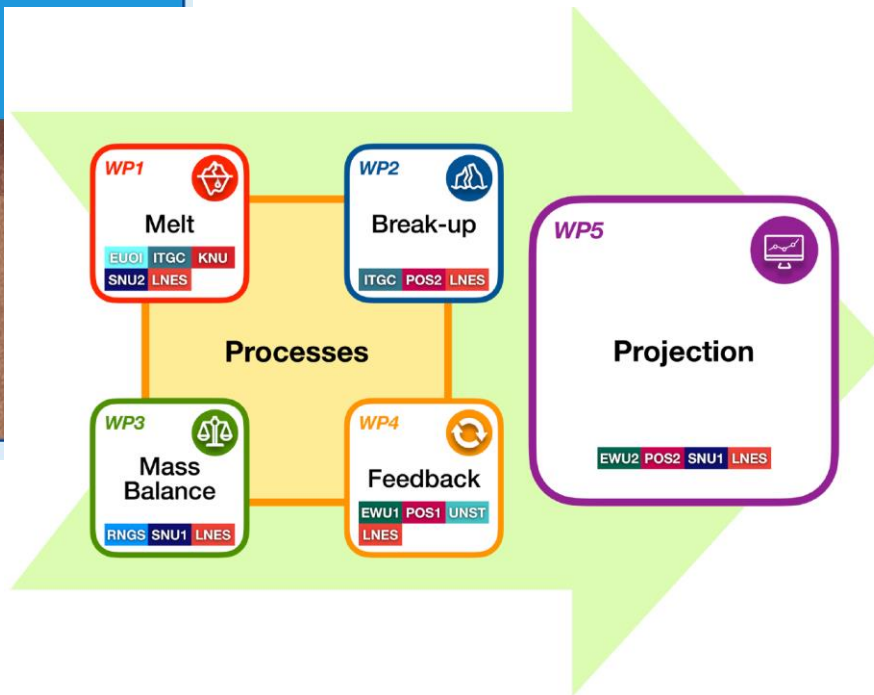 WP1
Melt
EUOI ITGC KNU
SNU2 LNES
WP2
Break-up
ITGC POS2 LNES
Processes
WP3
Mass
Balance
RNGS SNU1 LNES
WP4
Feedback
EWU1 POS1 UNST
LNES
WP5
Projection
EWU2 POS2 SNU1 LNES